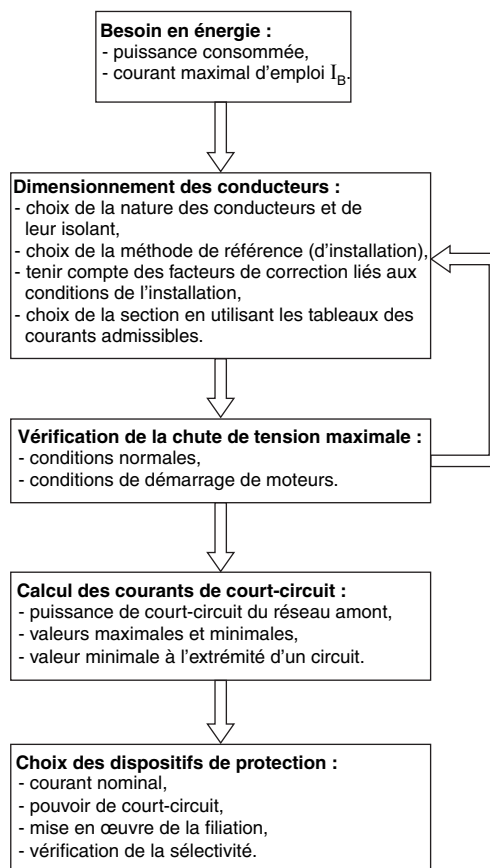 Besoin en énergie :
- puissance consommée,
- courant maximal d'emploi I_B.
Dimensionnement des conducteurs :
- choix de la nature des conducteurs et de
leur isolant,
- choix de la méthode de référence (d'installation),
- tenir compte des facteurs de correction liés aux
conditions de l'installation,
- choix de la section en utilisant les tableaux des
courants admissibles.
Vérification de la chute de tension maximale :
- conditions normales,
- conditions de démarrage de moteurs.
Calcul des courants de court-circuit :
- puissance de court-circuit du réseau amont,
- valeurs maximales et minimales,
- valeur minimale à l'extrémité d'un circuit.
Choix des dispositifs de protection :
- courant nominal,
- pouvoir de court-circuit,
- mise en œuvre de la filiation,
- vérification de la sélectivité.